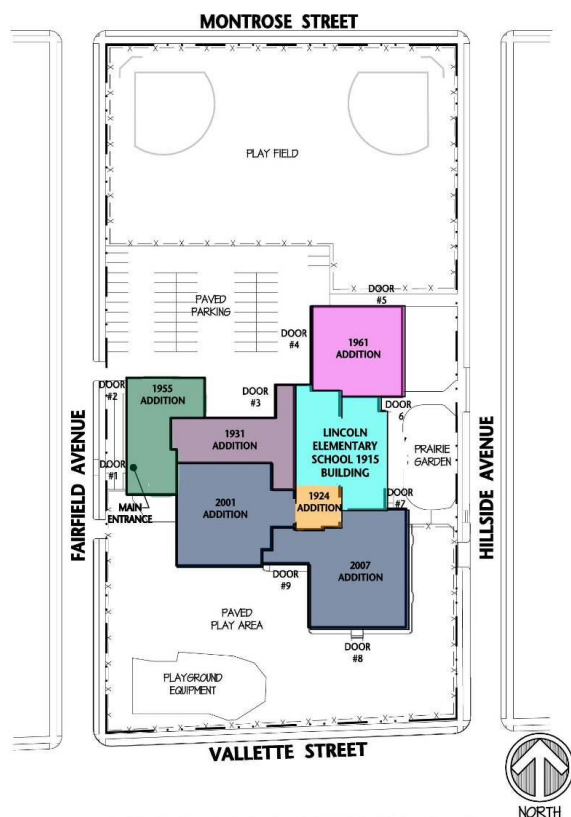 MONTROSE STREET
PLAY FIELD
PAVED
PARKING
DOOR
#5
DOOR
#4
1961
ADDITION
DOOR
#2
1955
ADDITION
DOOR
#3
1931
ADDITION
LINCOLN
ELEMENTARY
SCHOOL 1915
BUILDING
DOOR
6
PRAIRIE
GARDEN
FAIRFIELD AVENUE
HILLSIDE AVENUE
DOOR
#1
MAIN
ENTRANCE
2001
ADDITION
1924
ADDITION
DOOR
#7
2007
ADDITION
DOOR
#9
PAVED
PLAY AREA
DOOR
#8
PLAYGROUND
EQUIPMENT
VALLETTE STREET
NORTH